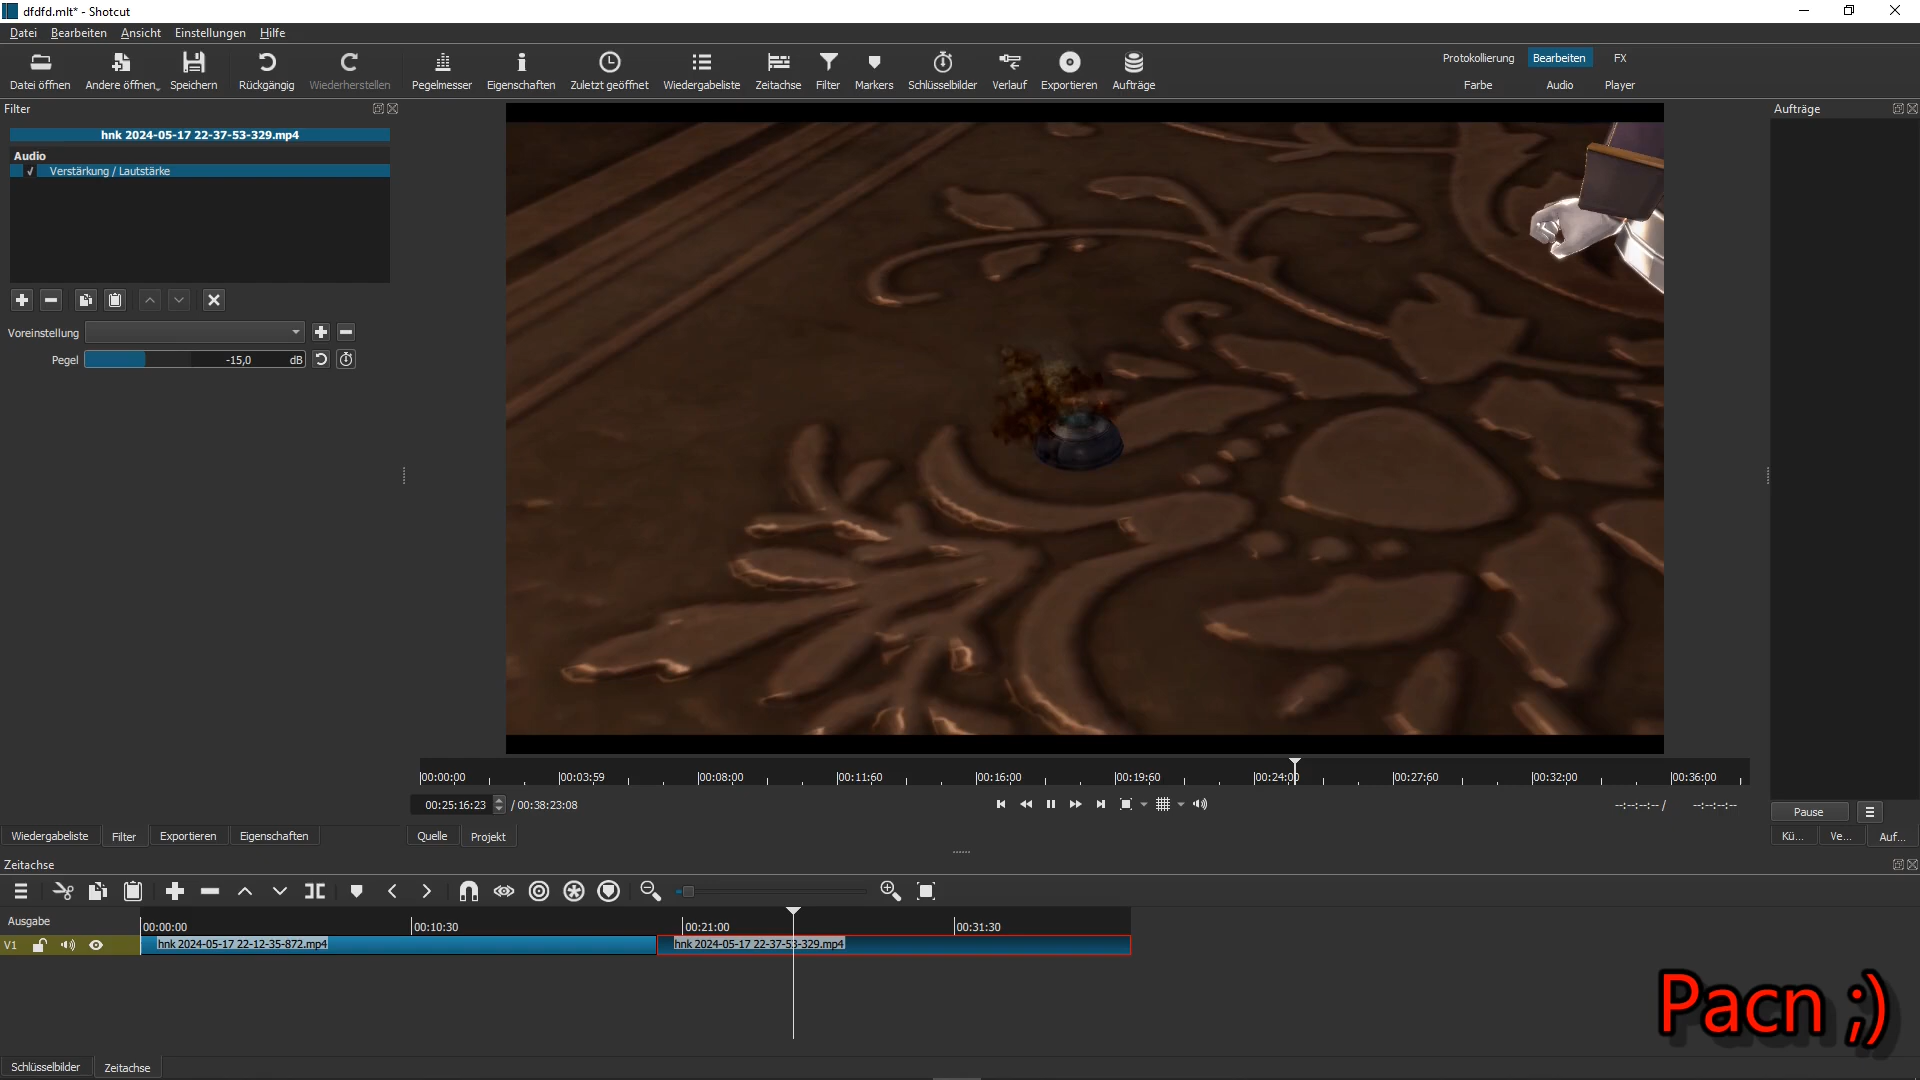 dfdfd.mlt* - Shotcut
Datei Bearbeiten Ansicht Einstellungen Hilfe
Datei öffnen Andere öffnen Speichern Rückgängig Wiederherstellen Pegelmesser Eigenschaften Zuletzt geöffnet Wiedergabeliste Zeitachse Filter Markers Schlüsselbilder Verlauf Exportieren Aufträge
Protokollierung Bearbeiten FX
Farbe Audio Player
Filter
Aufträge
hnk 2024-05-17 22-37-53-329.mp4
Audio
Verstärkung / Lautstärke
Voreinstellung
Pegel -15,0 dB
00:00:00 00:03:59 00:08:00 00:11:60 00:16:00 00:19:60 00:24:00 00:27:60 00:32:00 00:36:00
00:25:16:23 / 00:38:23:08 --:--:--:-- / --:--:--:--
Pause
Wiedergabeliste Filter Exportieren Eigenschaften Quelle Projekt Kü... Ve... Auf...
Zeitachse
Ausgabe 00:00:00 00:10:30 00:21:00 00:31:30
V1 hnk 2024-05-17 22-12-35-872.mp4 hnk 2024-05-17 22-37-53-329.mp4
Pacn ;)
Schlüsselbilder Zeitachse